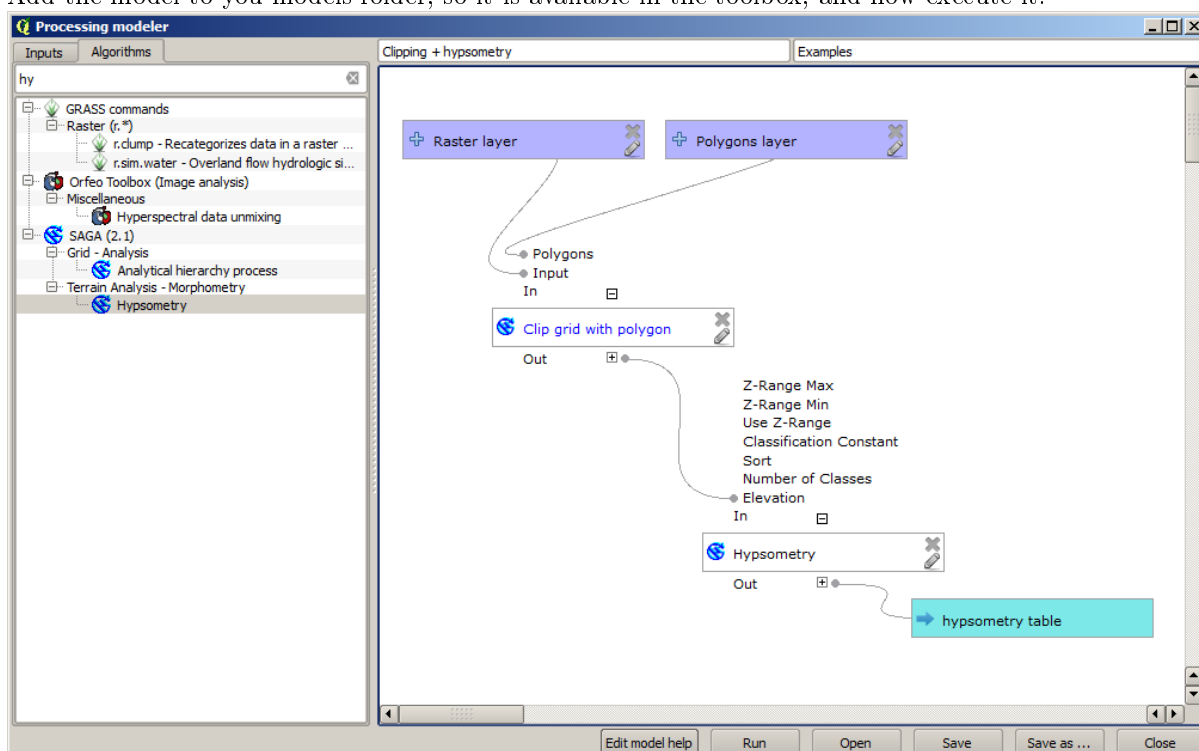 Add the model to you models folder, so it is available in the toolbox, and now execute it.
Processing modeler
Inputs Algorithms
Clipping + hypsometry
Examples
hy
GRASS commands
Raster (r.*)
r.clump - Recategorizes data in a raster ...
r.sim.water - Overland flow hydrologic si...
Orfeo Toolbox (Image analysis)
Miscellaneous
Hyperspectral data unmixing
SAGA (2.1)
Grid - Analysis
Analytical hierarchy process
Terrain Analysis - Morphometry
Hypsometry
Raster layer
Polygons layer
Polygons
Input
In
Clip grid with polygon
Out
Z-Range Max
Z-Range Min
Use Z-Range
Classification Constant
Sort
Number of Classes
Elevation
In
Hypsometry
Out
hypsometry table
Edit model help Run Open Save Save as ... Close